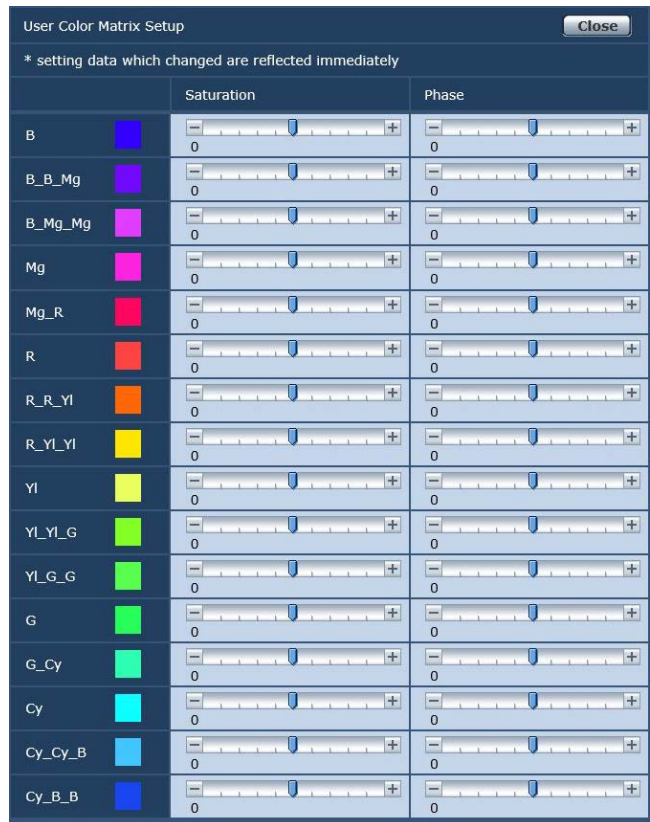 User Color Matrix Setup Close
* setting data which changed are reflected immediately
Saturation Phase
B
0 0
B_B_Mg
0 0
B_Mg_Mg
0 0
Mg
0 0
Mg_R
0 0
R
0 0
R_R_Yl
0 0
R_Yl_Yl
0 0
Yl
0 0
Yl_Yl_G
0 0
Yl_G_G
0 0
G
0 0
G_Cy
0 0
Cy
0 0
Cy_Cy_B
0 0
Cy_B_B
0 0